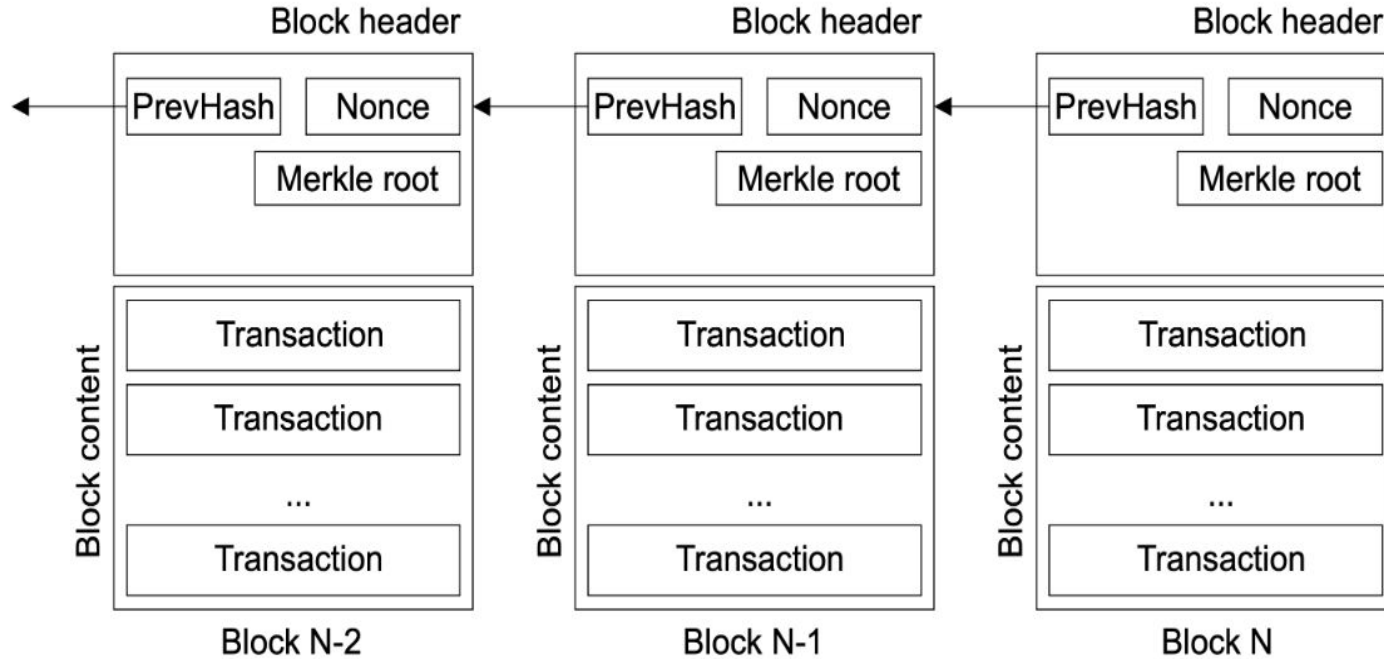 Block header
PrevHash
Nonce
Merkle root
Block content
Transaction
Transaction
...
Transaction
Block N-2
Block header
PrevHash
Nonce
Merkle root
Block content
Transaction
Transaction
...
Transaction
Block N-1
Block header
PrevHash
Nonce
Merkle root
Block content
Transaction
Transaction
...
Transaction
Block N